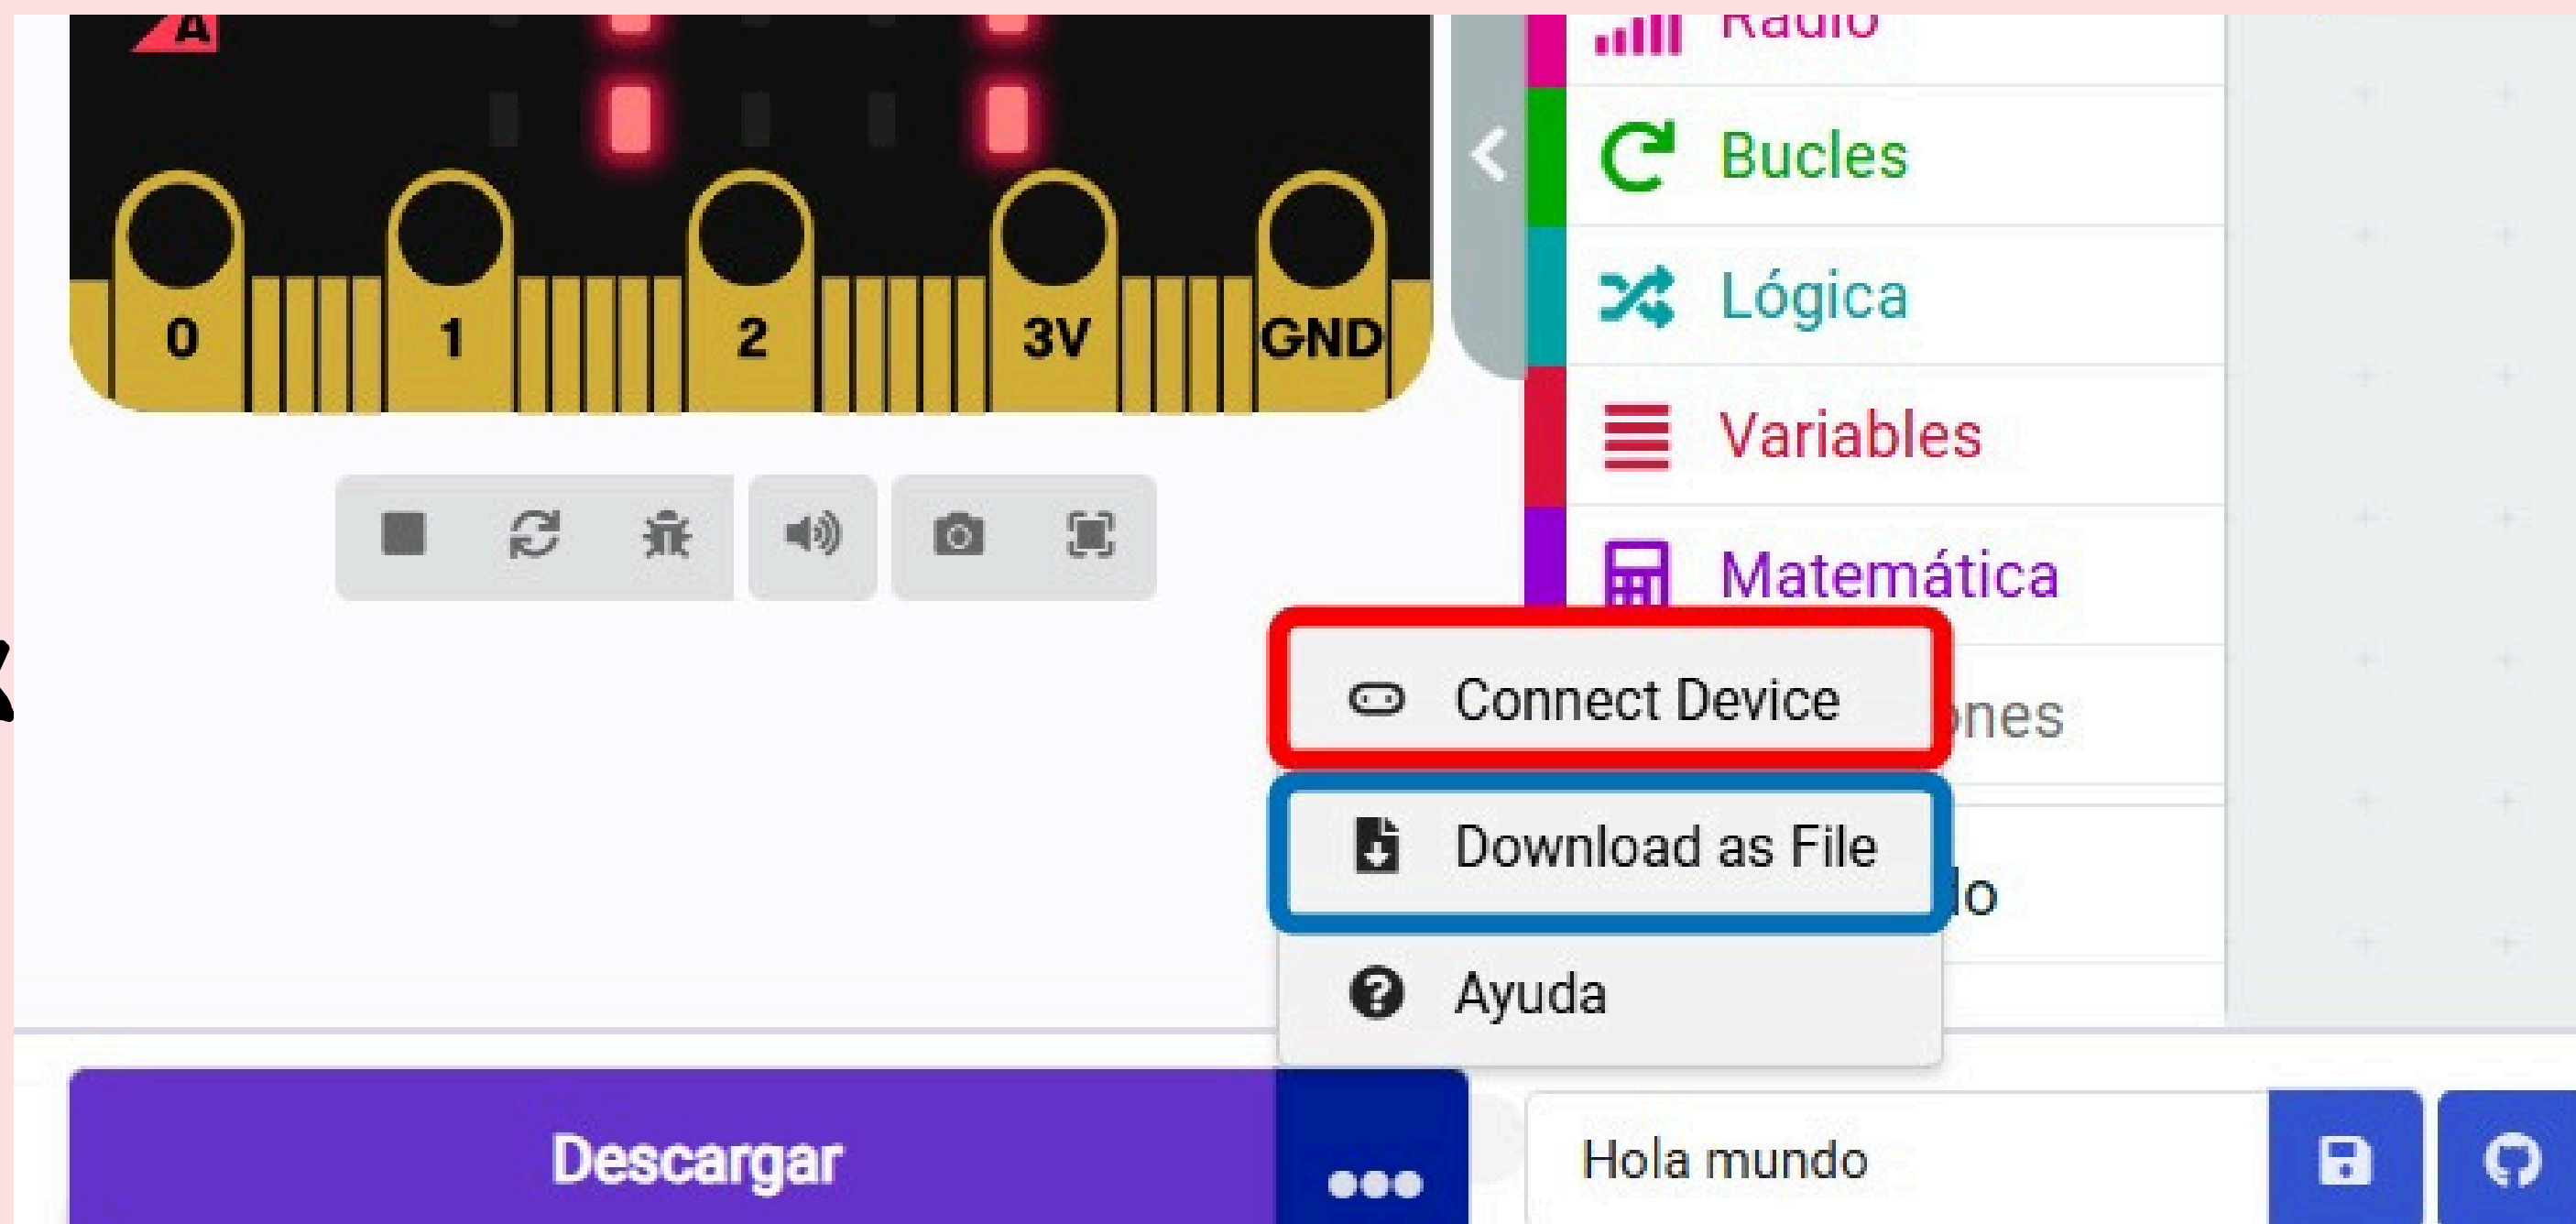 A
Radio
Bucles
Lógica
Variables
Matemática
0 1 2 3V GND
Connect Device
Download as File
Ayuda
Descargar
Hola mundo